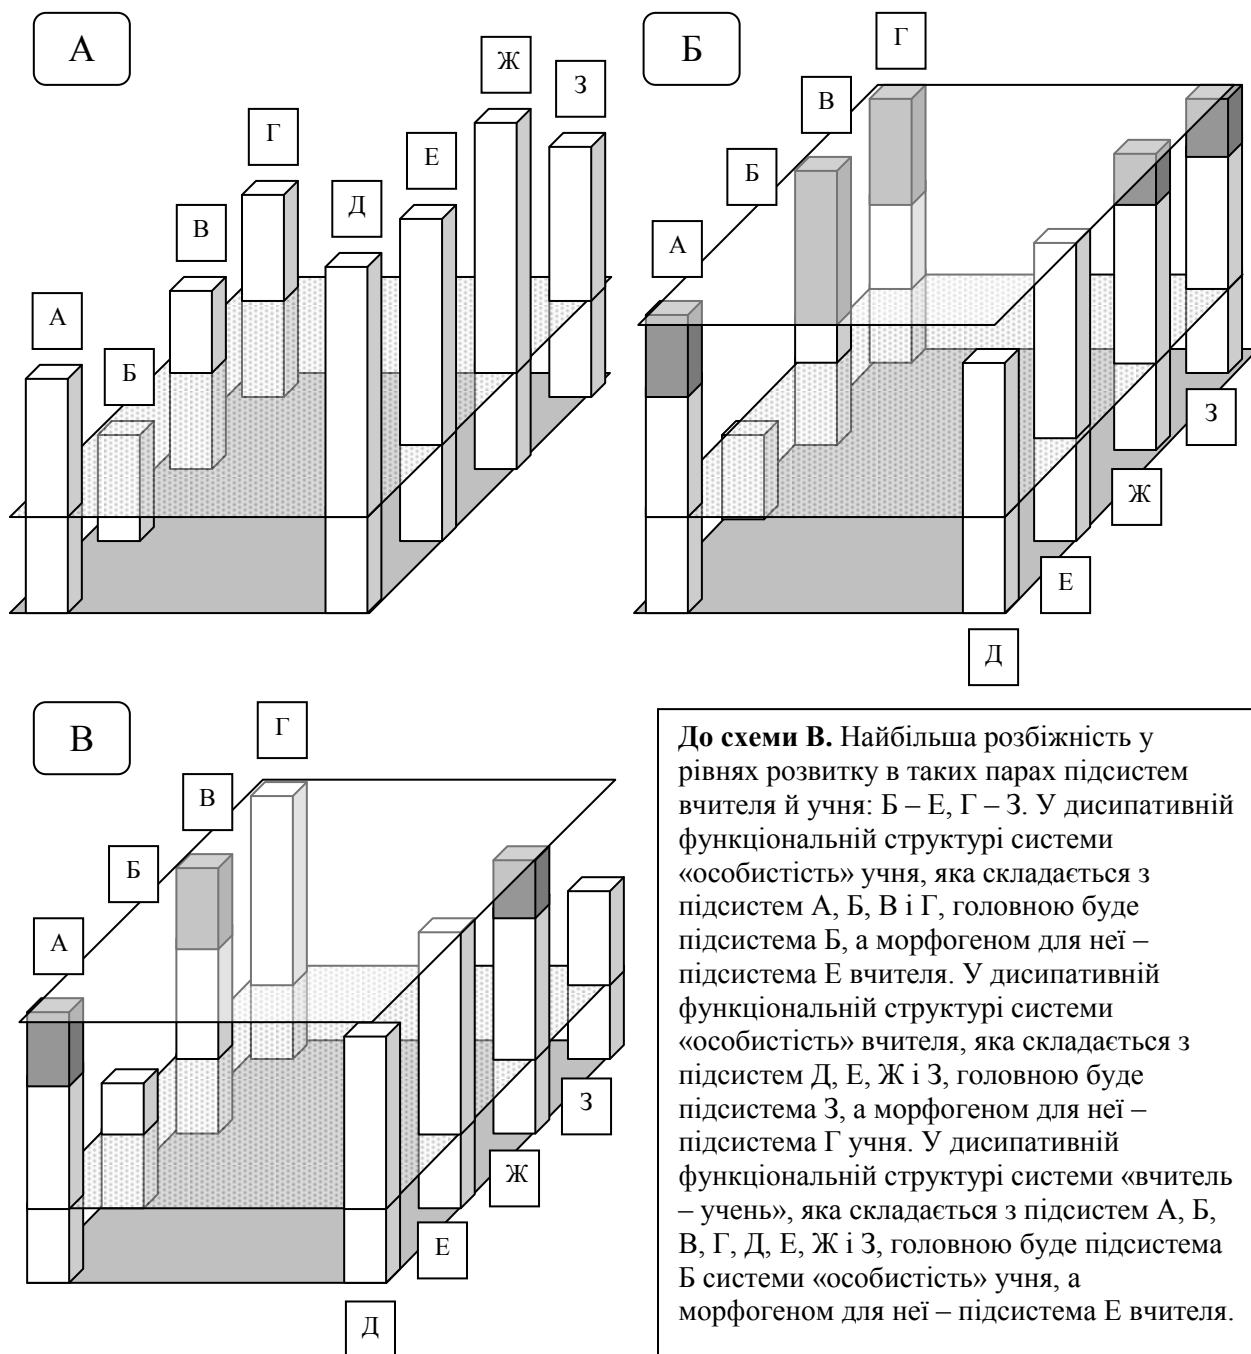 А
А
Б
В
Г
Д
Е
Ж
З
Б
А
Б
В
Г
З
Ж
Е
Д
В
А
Б
В
Г
З
Ж
Е
Д
До схеми В. Найбільша розбіжність у
рівнях розвитку в таких парах підсистем
вчителя й учня: Б – Е, Г – З. У дисипативній
функціональній структурі системи
«особистість» учня, яка складається з
підсистем А, Б, В і Г, головною буде
підсистема Б, а морфогеном для неї –
підсистема Е вчителя. У дисипативній
функціональній структурі системи
«особистість» вчителя, яка складається з
підсистем Д, Е, Ж і З, головною буде
підсистема З, а морфогеном для неї –
підсистема Г учня. У дисипативній
функціональній структурі системи «вчитель
– учень», яка складається з підсистем А, Б,
В, Г, Д, Е, Ж і З, головною буде підсистема
Б системи «особистість» учня, а
морфогеном для неї – підсистема Е вчителя.